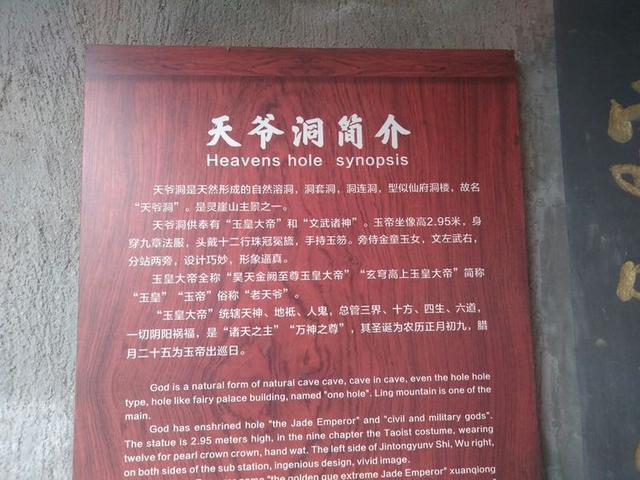 天爷洞简介
Heavens hole synopsis
天爷洞是天然形成的自然溶洞，洞套洞，洞连洞，型似仙府洞楼，故名
“天爷洞”。是灵崖山主景之一。
天爷洞供奉有“玉皇大帝”和“文武诸神”。玉帝坐像高2.95米，身
穿九章法服，头戴十二行珠冠冕旒，手持玉笏。旁侍金童玉女，文左武右，
分站两旁，设计巧妙，形象逼真。
玉皇大帝全称“昊天金阙至尊玉皇大帝”“玄穹高上玉皇大帝”简称
“玉皇”“玉帝”俗称“老天爷”。
“玉皇大帝”统辖天神、地祗、人鬼，总管三界、十方、四生、六道，
一切阴阳祸福，是“诸天之主”“万神之尊”，其圣诞为农历正月初九，腊
月二十五为玉帝出巡日。
God is a natural form of natural cave cave, cave in cave, even the hole hole
type, hole like fairy palace building, named "one hole". Ling mountain is one of the
main.
God has enshrined hole "the Jade Emperor" and "civil and military gods".
The statue is 2.95 meters high, in the nine chapter the Taoist costume, wearing
twelve for pearl crown crown, hand wat. The left side of Jintongyunv Shi, Wu right,
on both sides of the sub station, ingenious design, vivid image.
"the golden que extreme Jade Emperor" xuanqiong